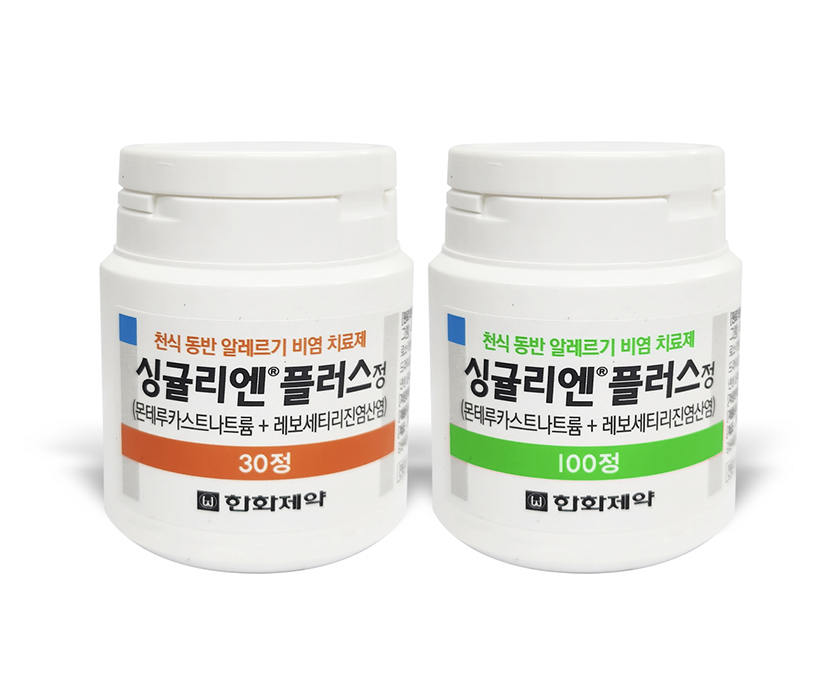 천식 동반 알레르기 비염 치료제
싱귤리엔® 플러스정
(몬테루카스트나트륨 + 레보세티리진염산염)
30정
한화제약
천식 동반 알레르기 비염 치료제
싱귤리엔® 플러스정
(몬테루카스트나트륨 + 레보세티리진염산염)
100정
한화제약